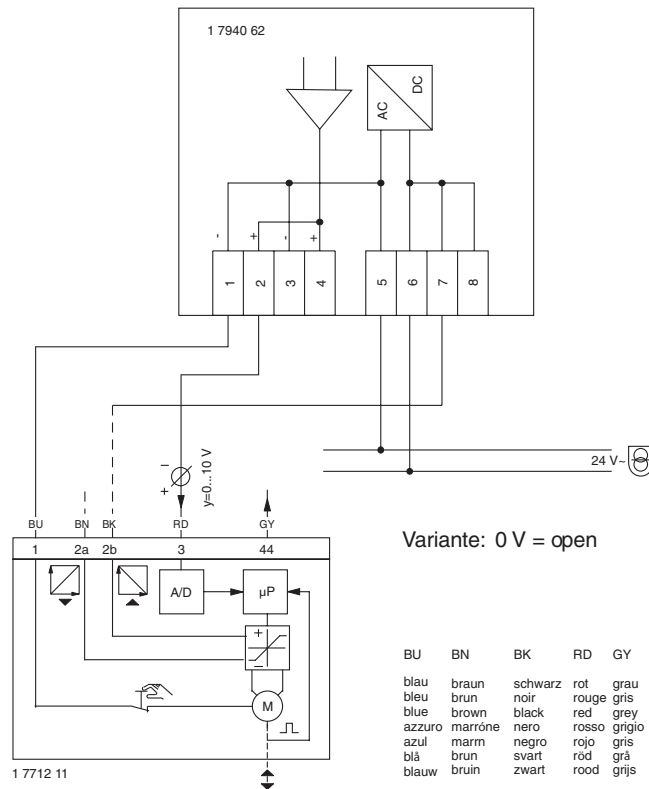 1 7940 62
AC
DC
- + - +
1 2 3 4 5 6 7 8
24 V~
− +
y=0...10 V
BU BN BK RD GY
1 2a 2b 3 44
A/D
µP
+
−
M
1 7712 11
Variante: 0 V = open
BU BN BK RD GY
blau braun schwarz rot grau
bleu brun noir rouge gris
blue brown black red grey
azzuro marróne nero rosso grigio
azul marrn negro rojo gris
blå brun svart röd grå
blauw bruin zwart rood grijs